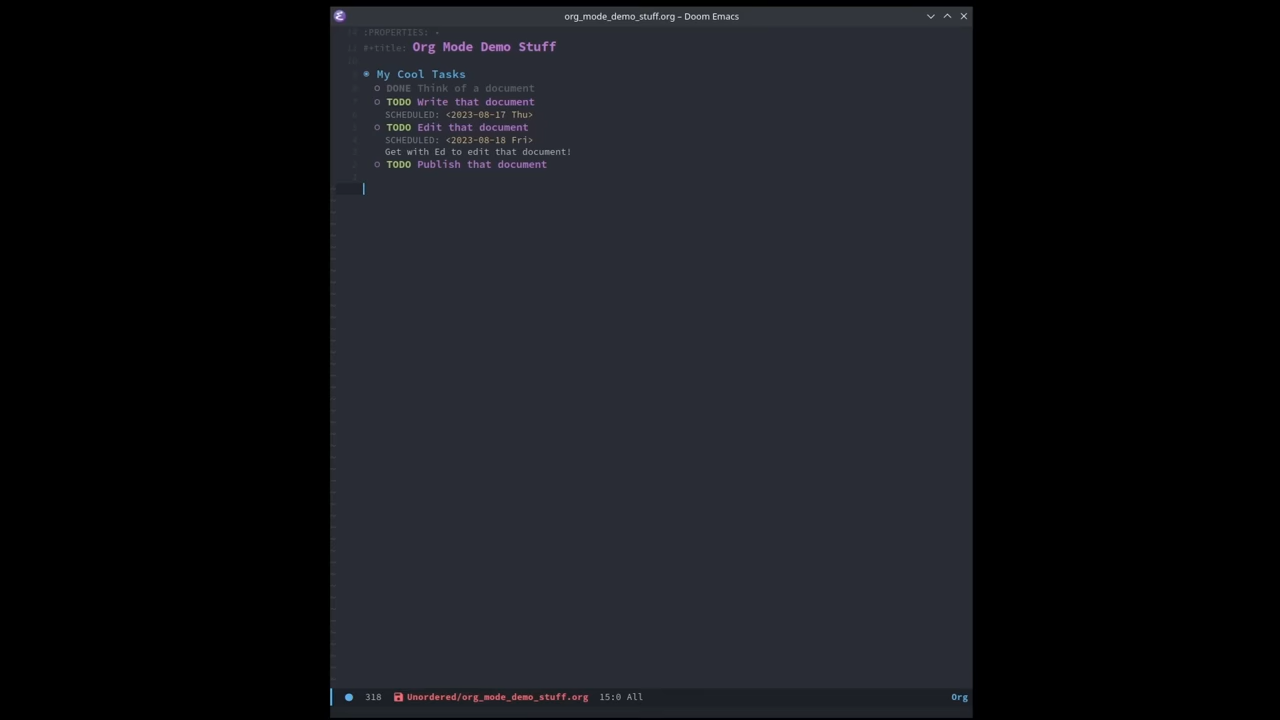 org_mode_demo_stuff.org – Doom Emacs
:PROPERTIES:
#+title: Org Mode Demo Stuff
My Cool Tasks
DONE Think of a document
TODO Write that document
SCHEDULED: <2023-08-17 Thu>
TODO Edit that document
SCHEDULED: <2023-08-18 Fri>
Get with Ed to edit that document!
TODO Publish that document
318 Unordered/org_mode_demo_stuff.org 15:0 All Org